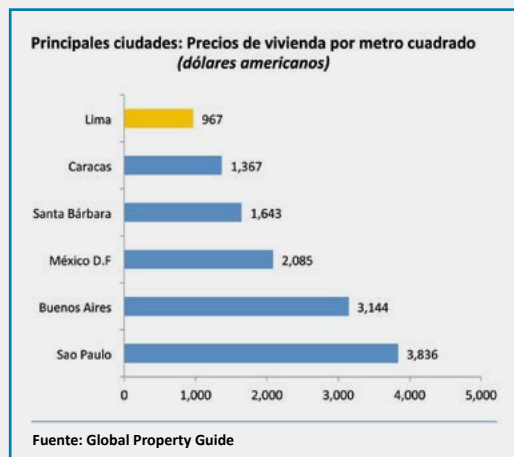 Principales ciudades: Precios de vivienda por metro cuadrado
(dólares americanos)
Lima 967
Caracas 1,367
Santa Bárbara 1,643
México D.F 2,085
Buenos Aires 3,144
Sao Paulo 3,836
0 1,000 2,000 3,000 4,000 5,000
Fuente: Global Property Guide